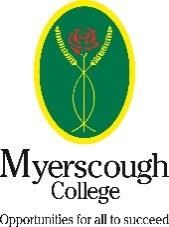 Myerscough
College
Opportunities for all to succeed